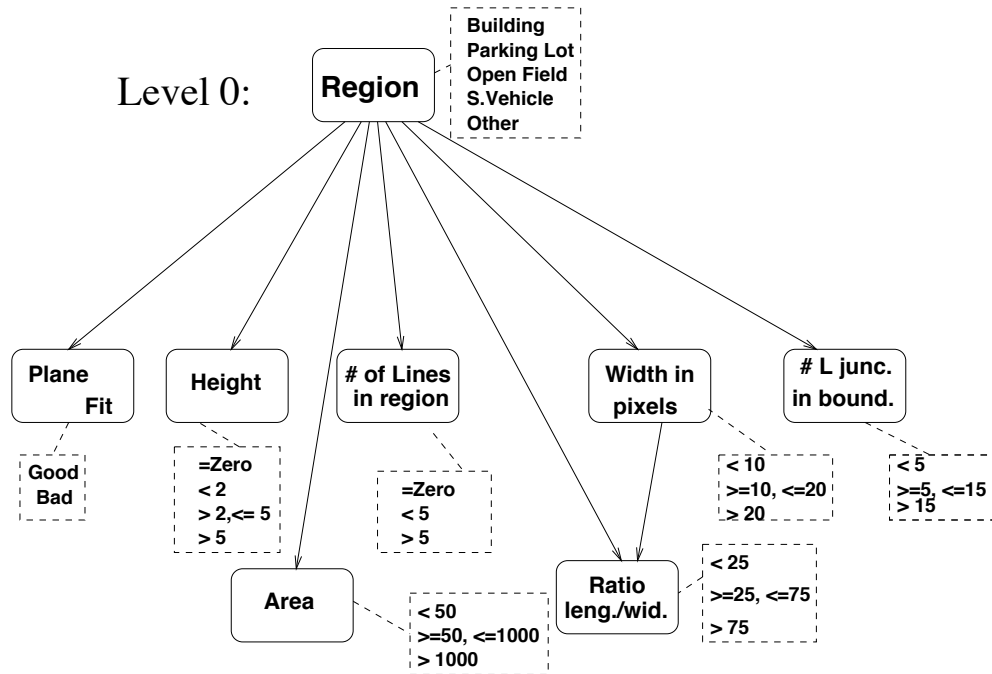 Building
Parking Lot
Open Field
S.Vehicle
Other
Level 0:
Region
Plane
Fit
Height
# of Lines
in region
Width in
pixels
# L junc.
in bound.
Good
Bad
=Zero
< 2
> 2,<= 5
> 5
=Zero
< 5
> 5
< 10
>=10, <=20
> 20
< 5
>=5, <=15
> 15
Area
< 50
>=50, <=1000
> 1000
Ratio
leng./wid.
< 25
>=25, <=75
> 75